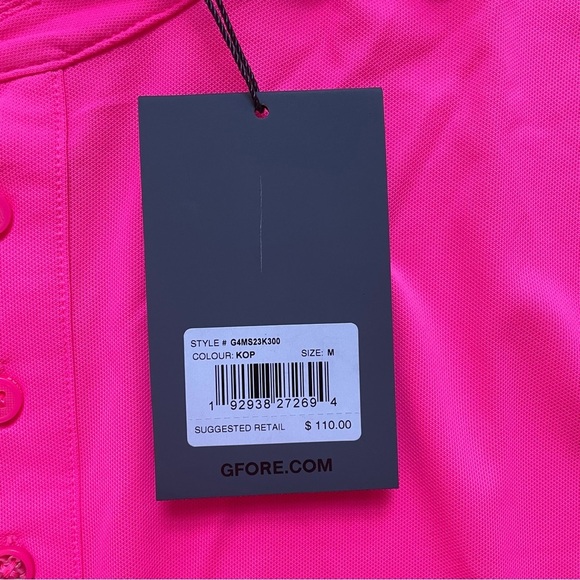 STYLE # G4MS23K300
COLOUR: KOP SIZE: M
1 92938 27269 4
SUGGESTED RETAIL $ 110.00
GFORE.COM